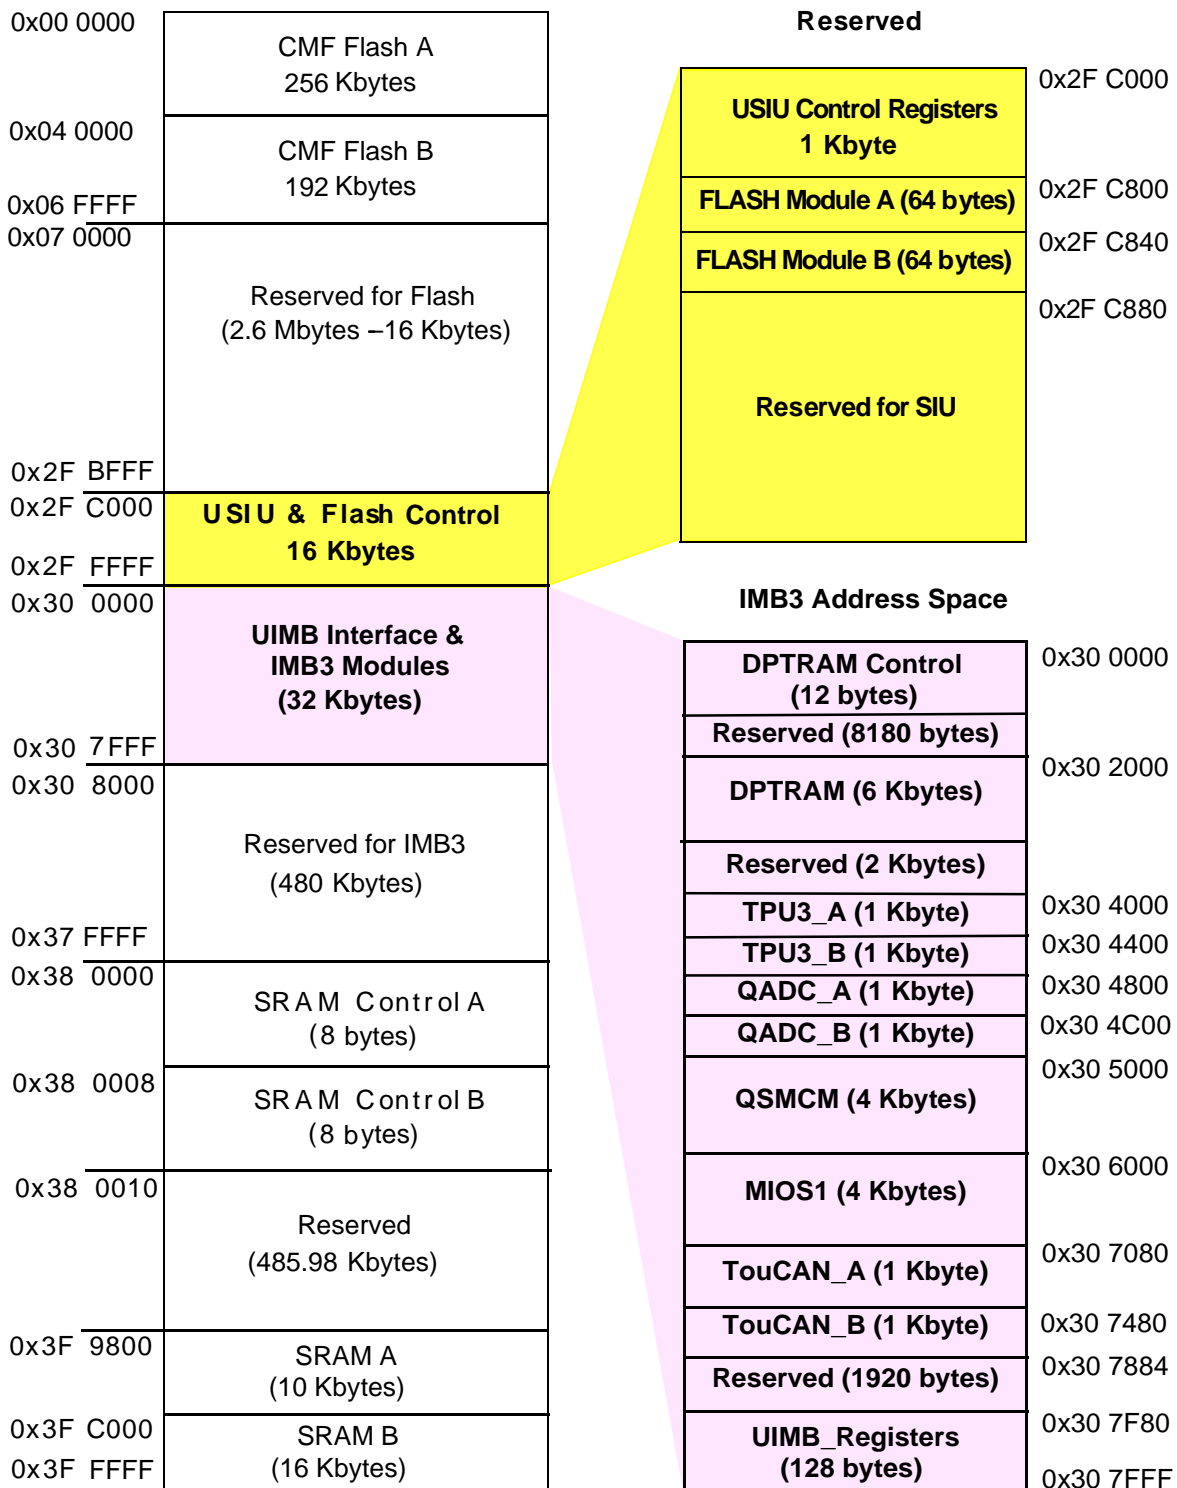 0x00 0000
CMF Flash A
256 Kbytes
0x04 0000
CMF Flash B
192 Kbytes
0x06 FFFF
0x07 0000
Reserved for Flash
(2.6 Mbytes –16 Kbytes)
0x2F BFFF
0x2F C000
USIU & Flash Control
16 Kbytes
0x2F FFFF
0x30 0000
UIMB Interface &
IMB3 Modules
(32 Kbytes)
0x30 7FFF
0x30 8000
Reserved for IMB3
(480 Kbytes)
0x37 FFFF
0x38 0000
SRAM Control A
(8 bytes)
0x38 0008
SRAM Control B
(8 bytes)
0x38 0010
Reserved
(485.98 Kbytes)
0x3F 9800
SRAM A
(10 Kbytes)
0x3F C000
SRAM B
(16 Kbytes)
0x3F FFFF
Reserved
0x2F C000
USIU Control Registers
1 Kbyte
FLASH Module A (64 bytes)
0x2F C800
FLASH Module B (64 bytes)
0x2F C840
0x2F C880
Reserved for SIU
IMB3 Address Space
DPTRAM Control
(12 bytes)
0x30 0000
Reserved (8180 bytes)
0x30 2000
DPTRAM (6 Kbytes)
Reserved (2 Kbytes)
TPU3_A (1 Kbyte)
0x30 4000
TPU3_B (1 Kbyte)
0x30 4400
QADC_A (1 Kbyte)
0x30 4800
QADC_B (1 Kbyte)
0x30 4C00
0x30 5000
QSMCM (4 Kbytes)
0x30 6000
MIOS1 (4 Kbytes)
0x30 7080
TouCAN_A (1 Kbyte)
TouCAN_B (1 Kbyte)
0x30 7480
Reserved (1920 bytes)
0x30 7884
0x30 7F80
UIMB_Registers
(128 bytes)
0x30 7FFF